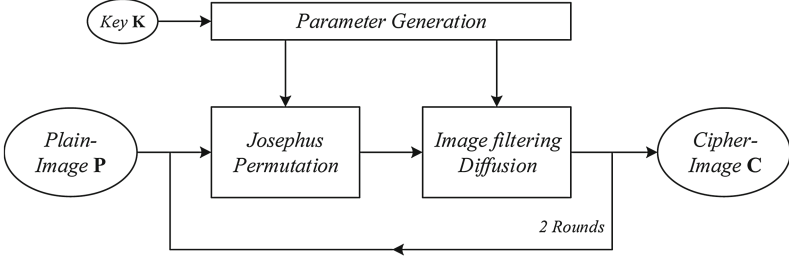 Key K
Parameter Generation
Plain-
Image P
Josephus
Permutation
Image filtering
Diffusion
Cipher-
Image C
2 Rounds